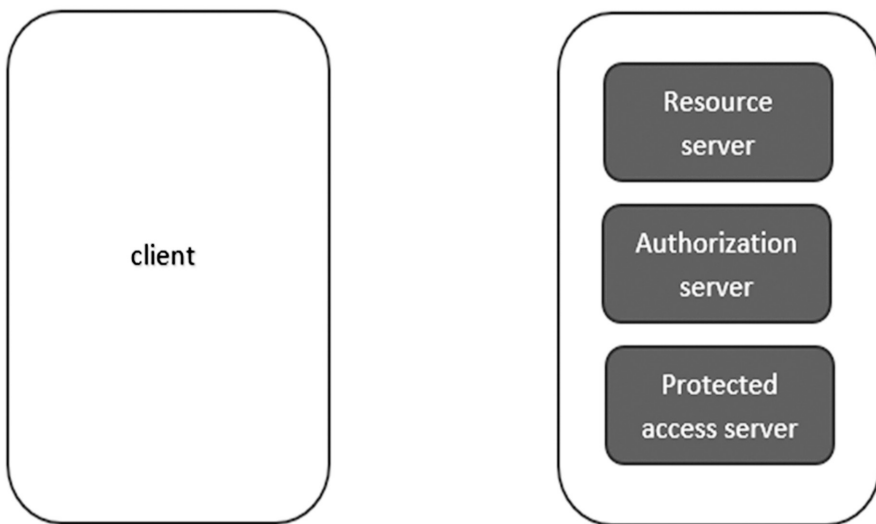 client
Resource
server
Authorization
server
Protected
access server